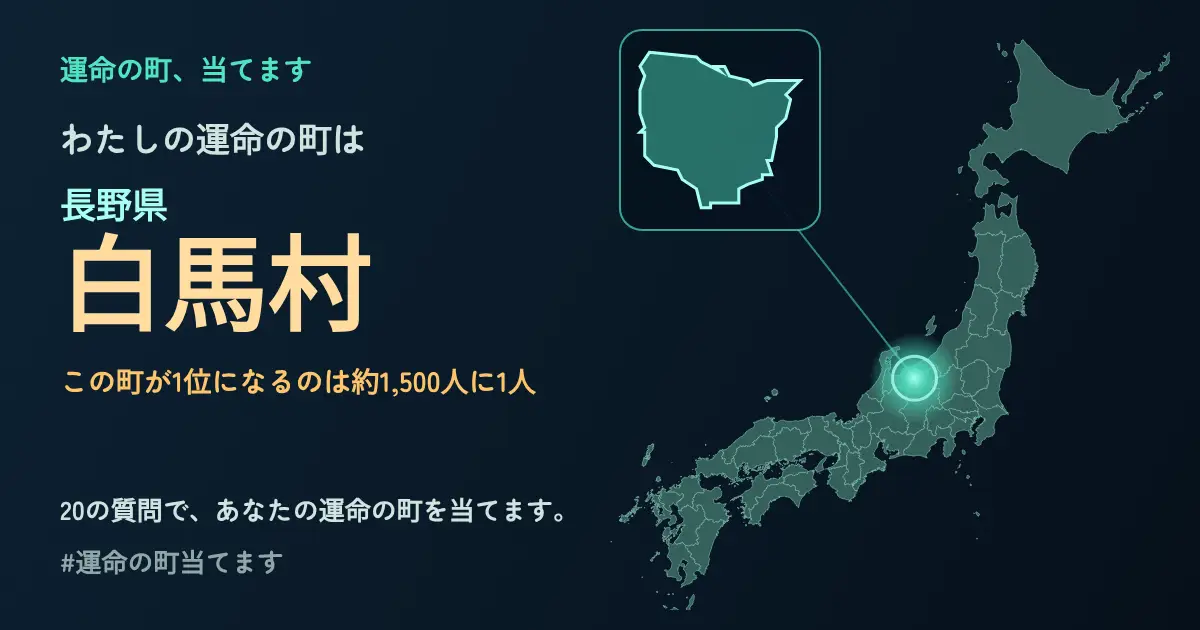 運命の町、当てます
わたしの運命の町は
長野県
白馬村
この町が1位になるのは約1,500人に1人
20の質問で、あなたの運命の町を当てます。
#運命の町当てます